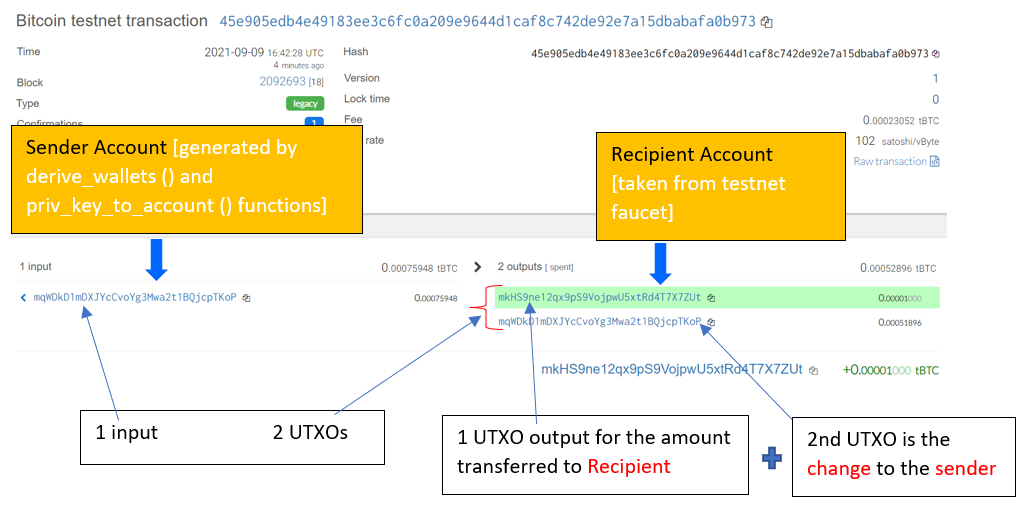 Bitcoin testnet transaction 45e905edb4e49183ee3c6fc0a209e9644d1caf8c742de92e7a15dbabafa0b973
Time 2021-09-09 16:42:28 UTC
4 minutes ago
Block 2092693 [18]
Type legacy
Confirmations 1
Hash 45e905edb4e49183ee3c6fc0a209e9644d1caf8c742de92e7a15dbabafa0b973
Version 1
Lock time 0
Fee 0.00023052 tBTC
rate 102 satoshi/vByte
Raw transaction
Sender Account [generated by
derive_wallets () and
priv_key_to_account () functions]
Recipient Account
[taken from testnet
faucet]
1 input 0.00075948 tBTC
2 outputs [spent] 0.00052896 tBTC
mqWDkD1mDXJYcCvoYg3Mwa2t1BQjcpTKoP 0.00075948
mkHS9ne12qx9pS9VojpwU5xtRd4T7X7ZUt 0.00001000
mqWDkD1mDXJYcCvoYg3Mwa2t1BQjcpTKoP 0.00051896
mkHS9ne12qx9pS9VojpwU5xtRd4T7X7ZUt +0.00001000 tBTC
1 input 2 UTXOs
1 UTXO output for the amount
transferred to Recipient
2nd UTXO is the
change to the sender